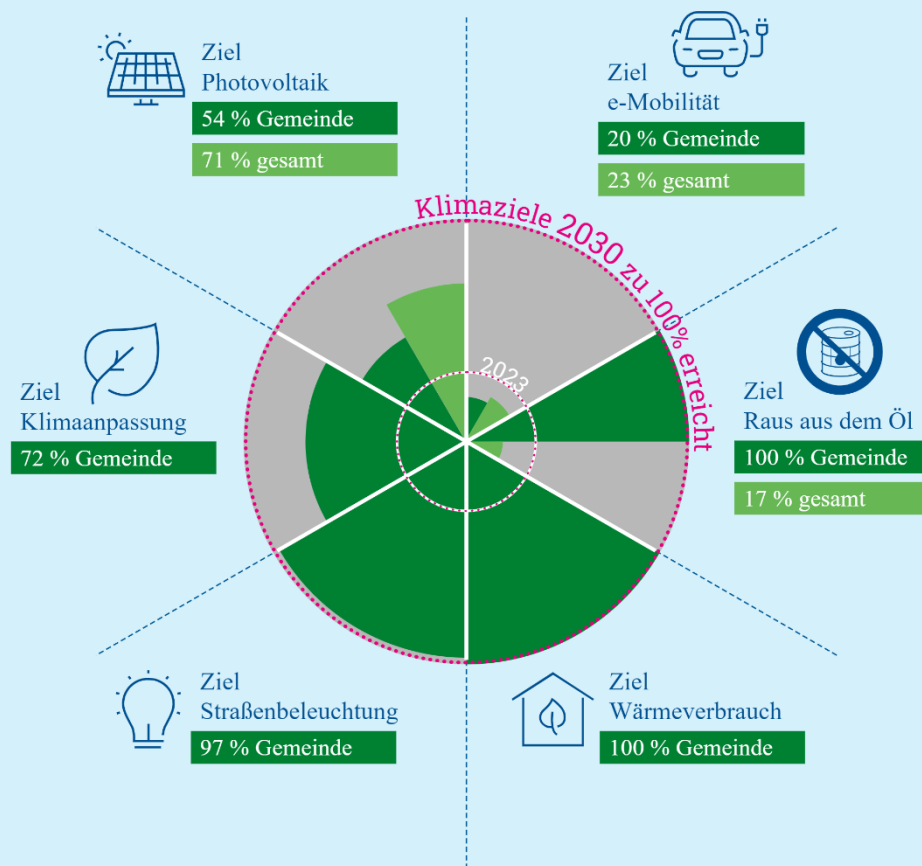 Ziel
Photovoltaik
54 % Gemeinde
71 % gesamt
Ziel
e-Mobilität
20 % Gemeinde
23 % gesamt
Klimaziele 2030 zu 100% erreicht
2023
Ziel
Klimaanpassung
72 % Gemeinde
Ziel
Raus aus dem Öl
100 % Gemeinde
17 % gesamt
Ziel
Straßenbeleuchtung
97 % Gemeinde
Ziel
Wärmeverbrauch
100 % Gemeinde